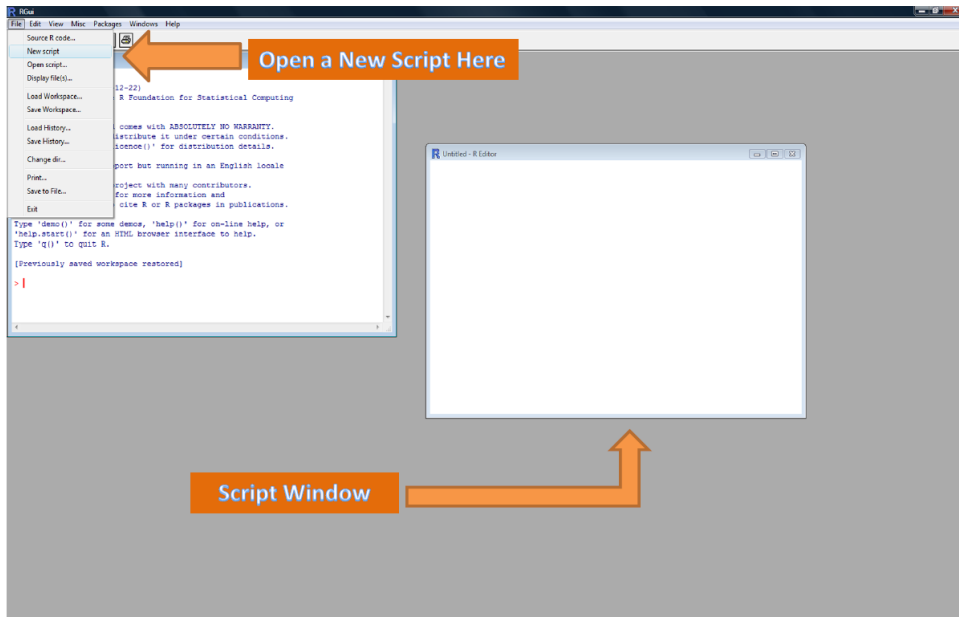 RGui
File Edit View Misc Packages Windows Help
Source R code...
New script
Open script...
Display file(s)...
Load Workspace...
Save Workspace...
Load History...
Save History...
Change dir...
Print...
Save to File...
Exit
Open a New Script Here
12-22)
R Foundation for Statistical Computing
comes with ABSOLUTELY NO WARRANTY.
istribute it under certain conditions.
icence()' for distribution details.
port but running in an English locale
roject with many contributors.
for more information and
cite R or R packages in publications.
Type 'demo()' for some demos, 'help()' for on-line help, or
'help.start()' for an HTML browser interface to help.
Type 'q()' to quit R.
[Previously saved workspace restored]
>
Untitled - R Editor
Script Window